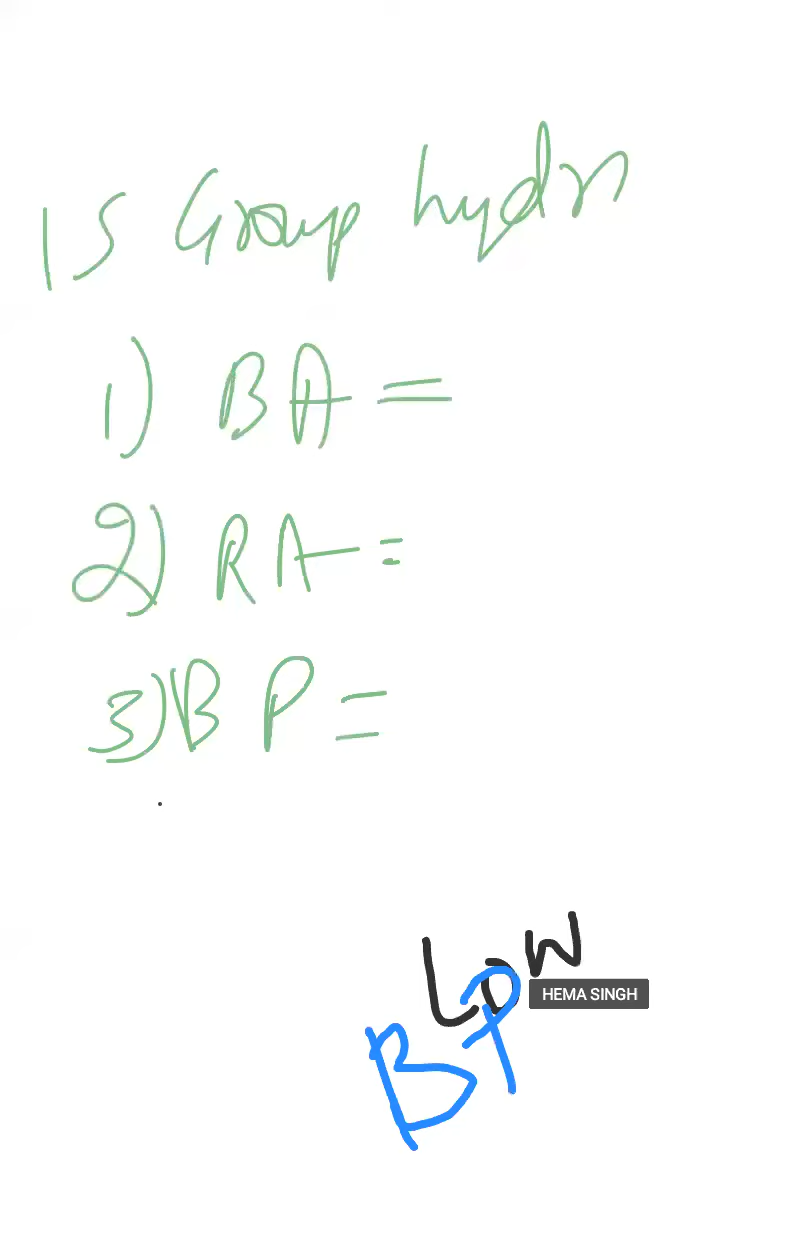 15 Group hydr
1) BA =
2) RA =
3) BP =
Low
HEMA SINGH
BP